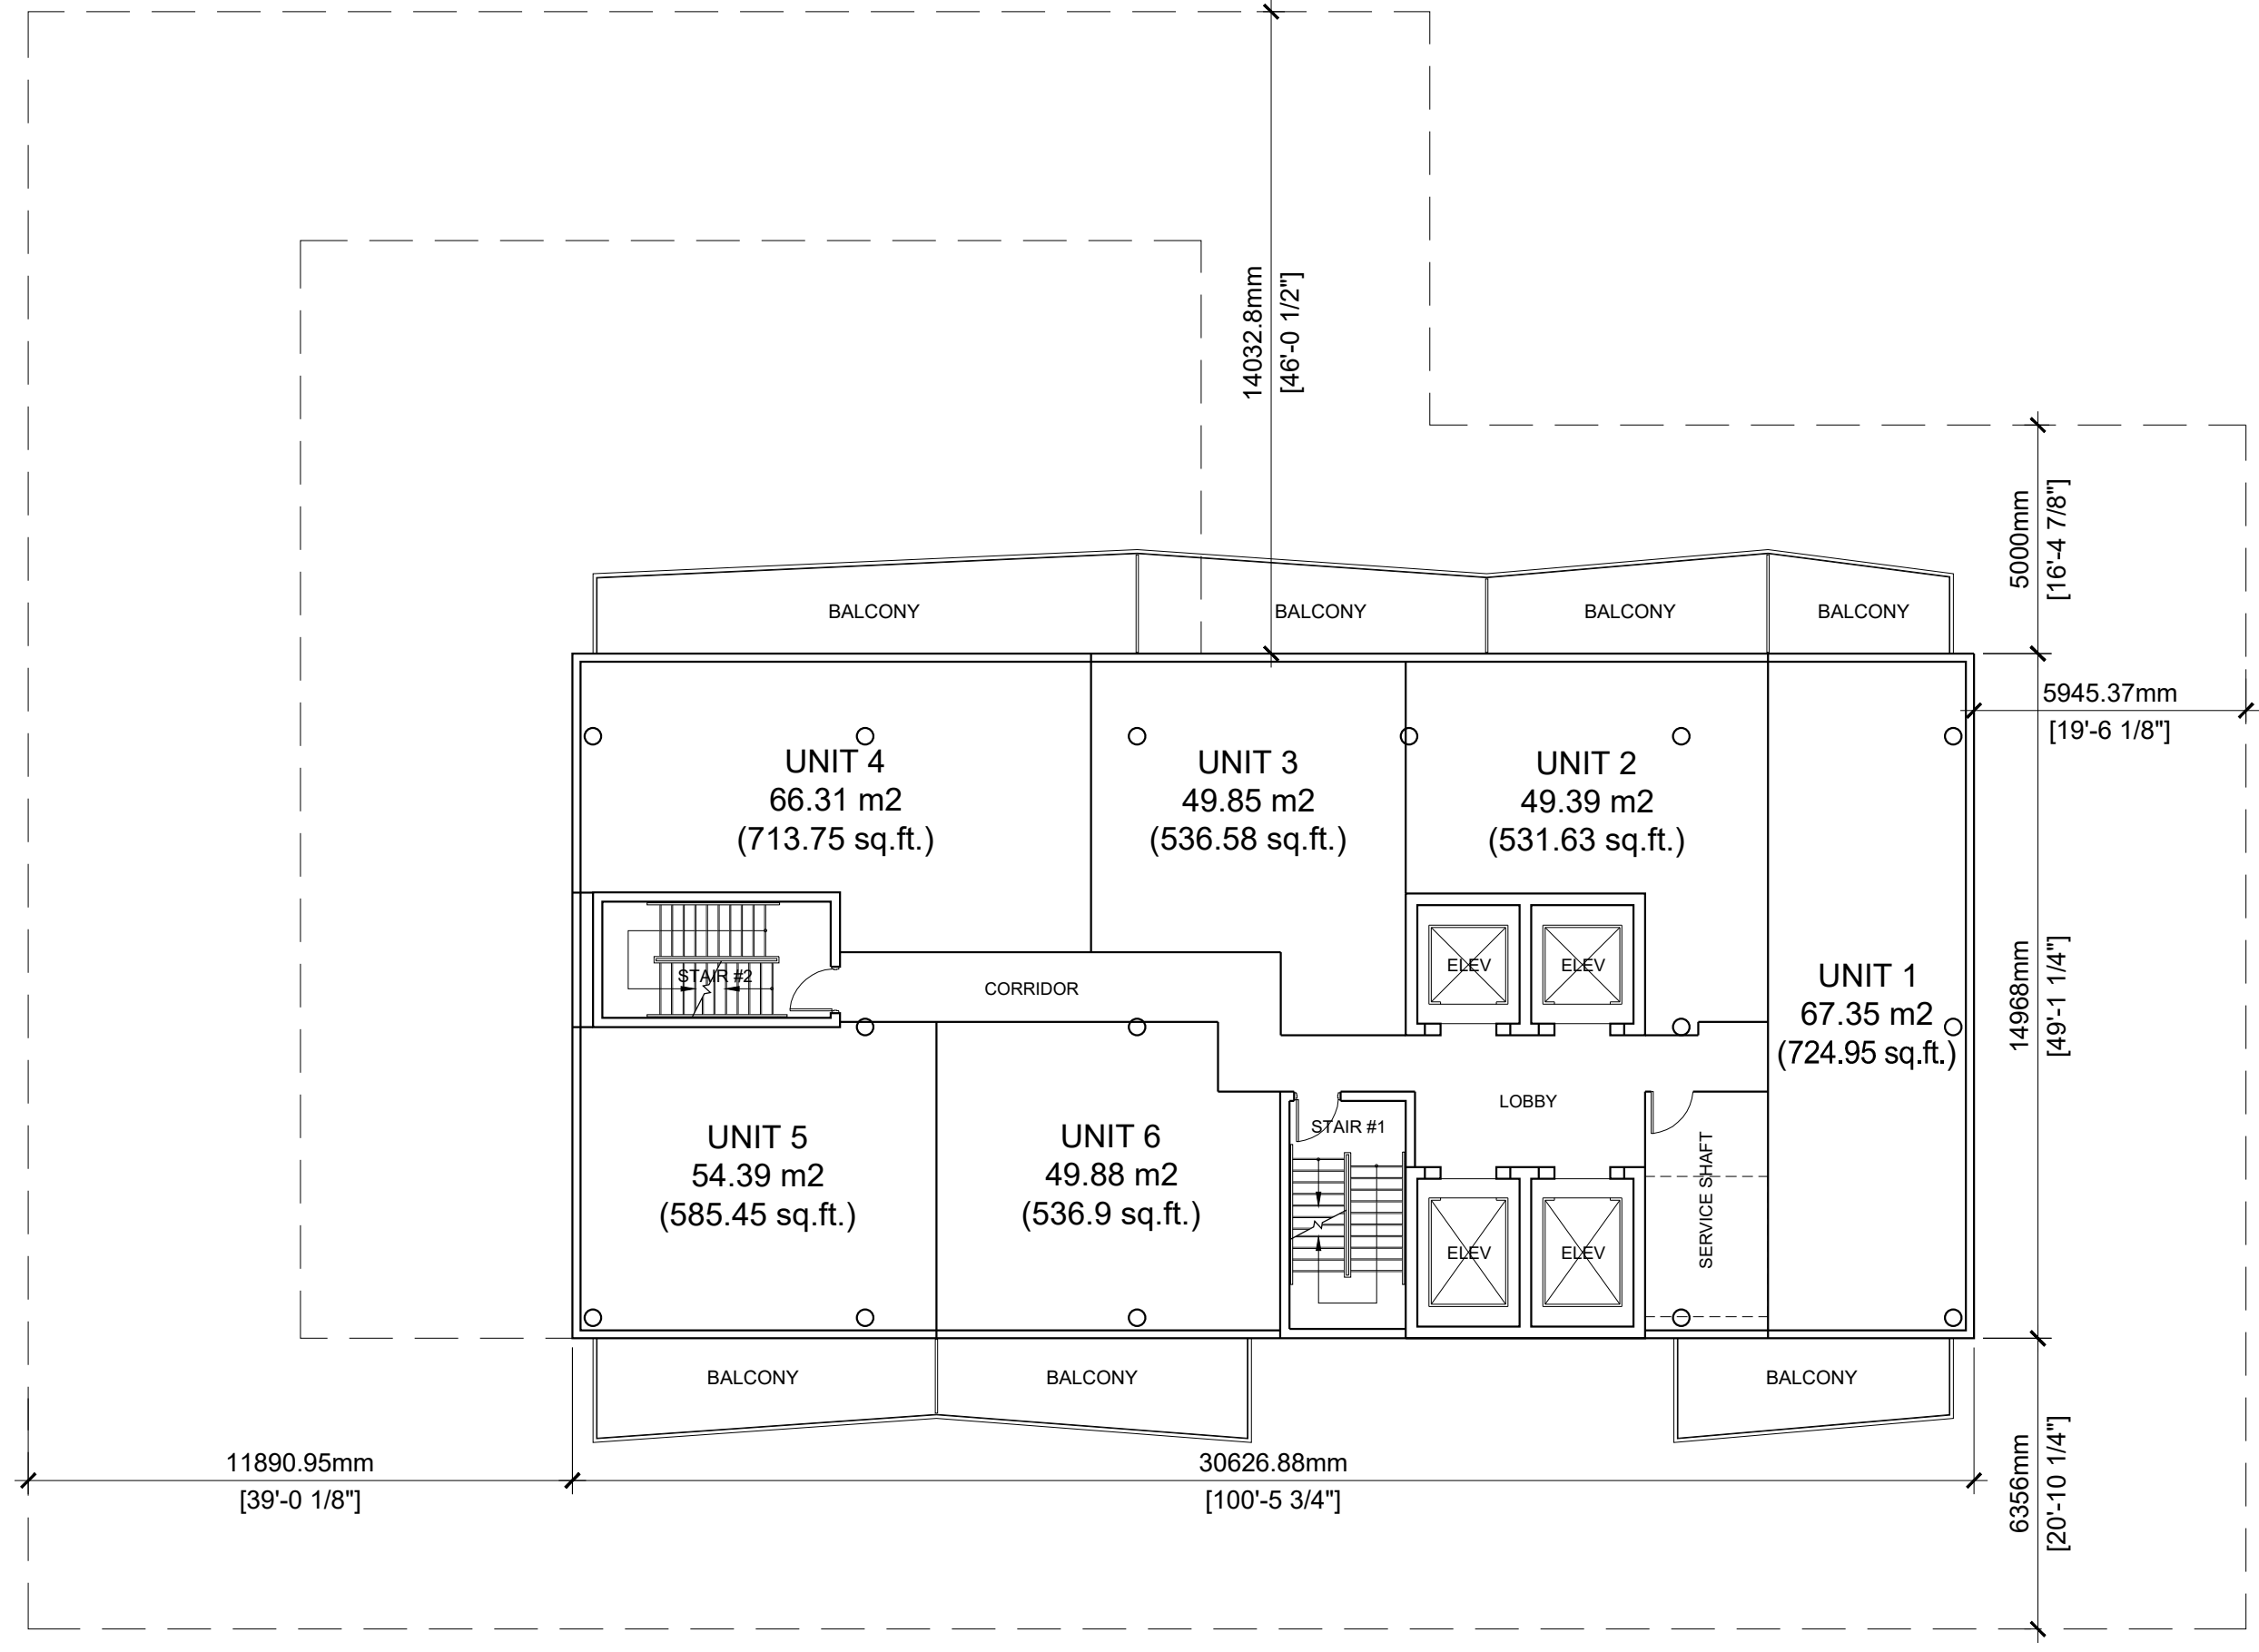 14032.8mm
[46'-0 1/2"]
5000mm
[16'-4 7/8"]
BALCONY
BALCONY
BALCONY
BALCONY
5945.37mm
[19'-6 1/8"]
UNIT 4
66.31 m2
(713.75 sq.ft.)
UNIT 3
49.85 m2
(536.58 sq.ft.)
UNIT 2
49.39 m2
(531.63 sq.ft.)
STAIR #2
CORRIDOR
ELEV
ELEV
UNIT 1
67.35 m2
(724.95 sq.ft.)
14968mm
[49'-1 1/4"]
LOBBY
STAIR #1
UNIT 5
54.39 m2
(585.45 sq.ft.)
UNIT 6
49.88 m2
(536.9 sq.ft.)
SERVICE SHAFT
ELEV
ELEV
BALCONY
BALCONY
BALCONY
11890.95mm
[39'-0 1/8"]
30626.88mm
[100'-5 3/4"]
6356mm
[20'-10 1/4"]